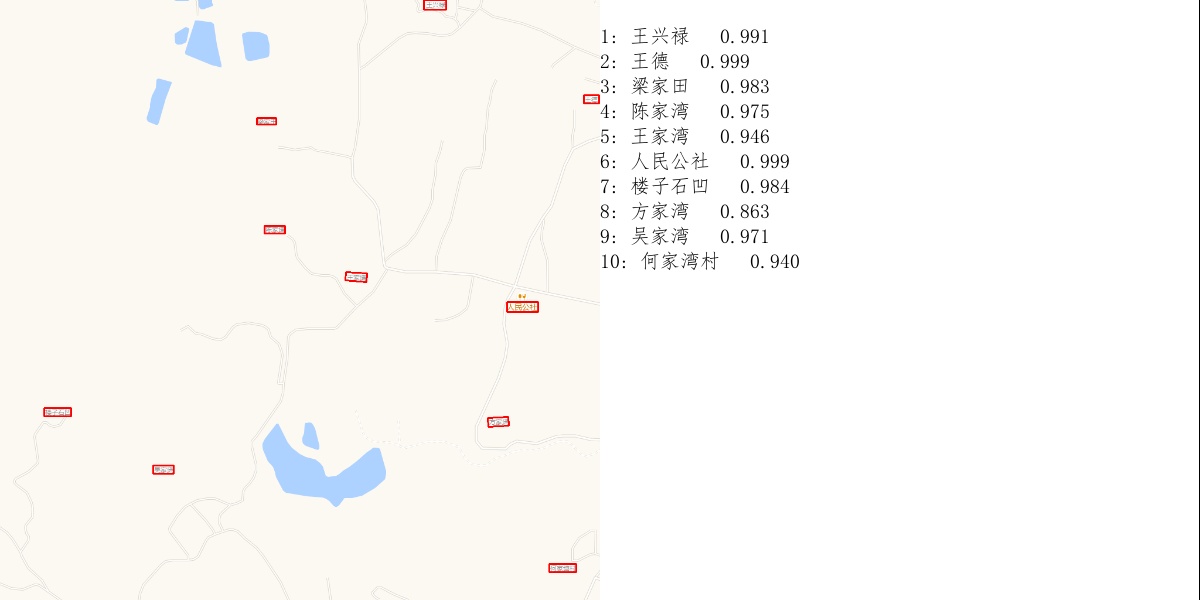 王兴禄
人民公社
1: 王兴禄 0.991
2: 王德 0.999
3: 梁家田 0.983
4: 陈家湾 0.975
5: 王家湾 0.946
6: 人民公社 0.999
7: 楼子石凹 0.984
8: 方家湾 0.863
9: 吴家湾 0.971
10: 何家湾村 0.940